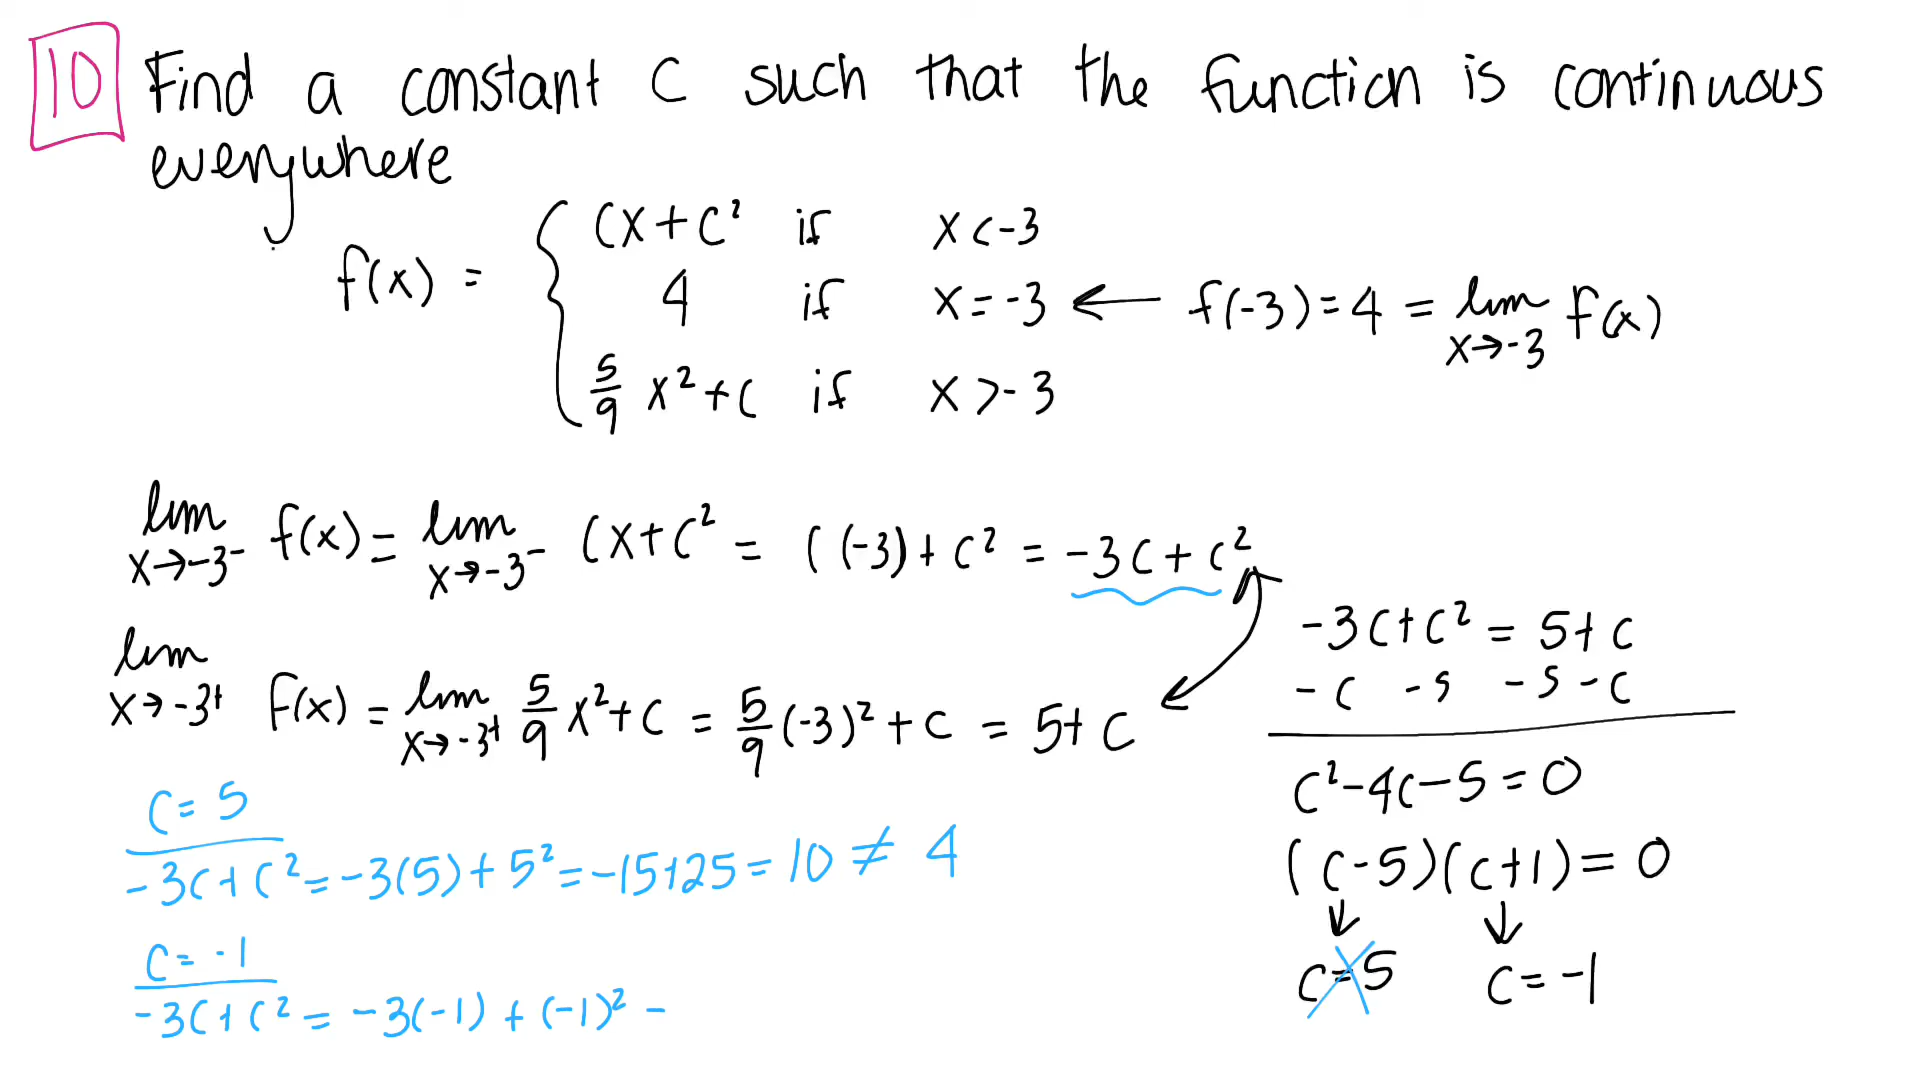 10 Find a constant C such that the function is continuous
everywhere
f(x) = { Cx + C² if x < -3
4 if x = -3 ← f(-3) = 4 = lim x→-3 f(x)
5/9 x² + C if x > -3
lim x→-3⁻ f(x) = lim x→-3⁻ Cx + C² = C(-3) + C² = -3C + C²
lim x→-3⁺ f(x) = lim x→-3⁺ 5/9 x² + C = 5/9 (-3)² + C = 5 + C
-3C + C² = 5 + C
- C - 5 - 5 - C
C² - 4C - 5 = 0
(C - 5)(C + 1) = 0
↓ ↓
C = 5 C = -1
C = 5
-3C + C² = -3(5) + 5² = -15 + 25 = 10 ≠ 4
C = -1
-3C + C² = -3(-1) + (-1)² -